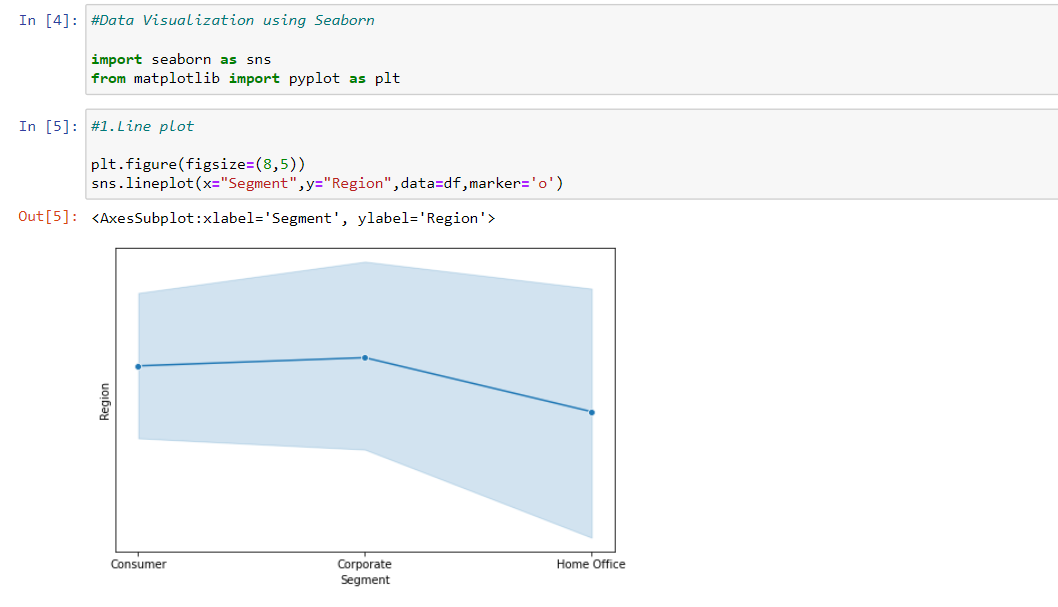 In [4]: #Data Visualization using Seaborn
import seaborn as sns
from matplotlib import pyplot as plt
In [5]: #1.Line plot
plt.figure(figsize=(8,5))
sns.lineplot(x="Segment",y="Region",data=df,marker='o')
Out[5]: <AxesSubplot:xlabel='Segment', ylabel='Region'>
Region
Consumer Corporate Home Office
Segment